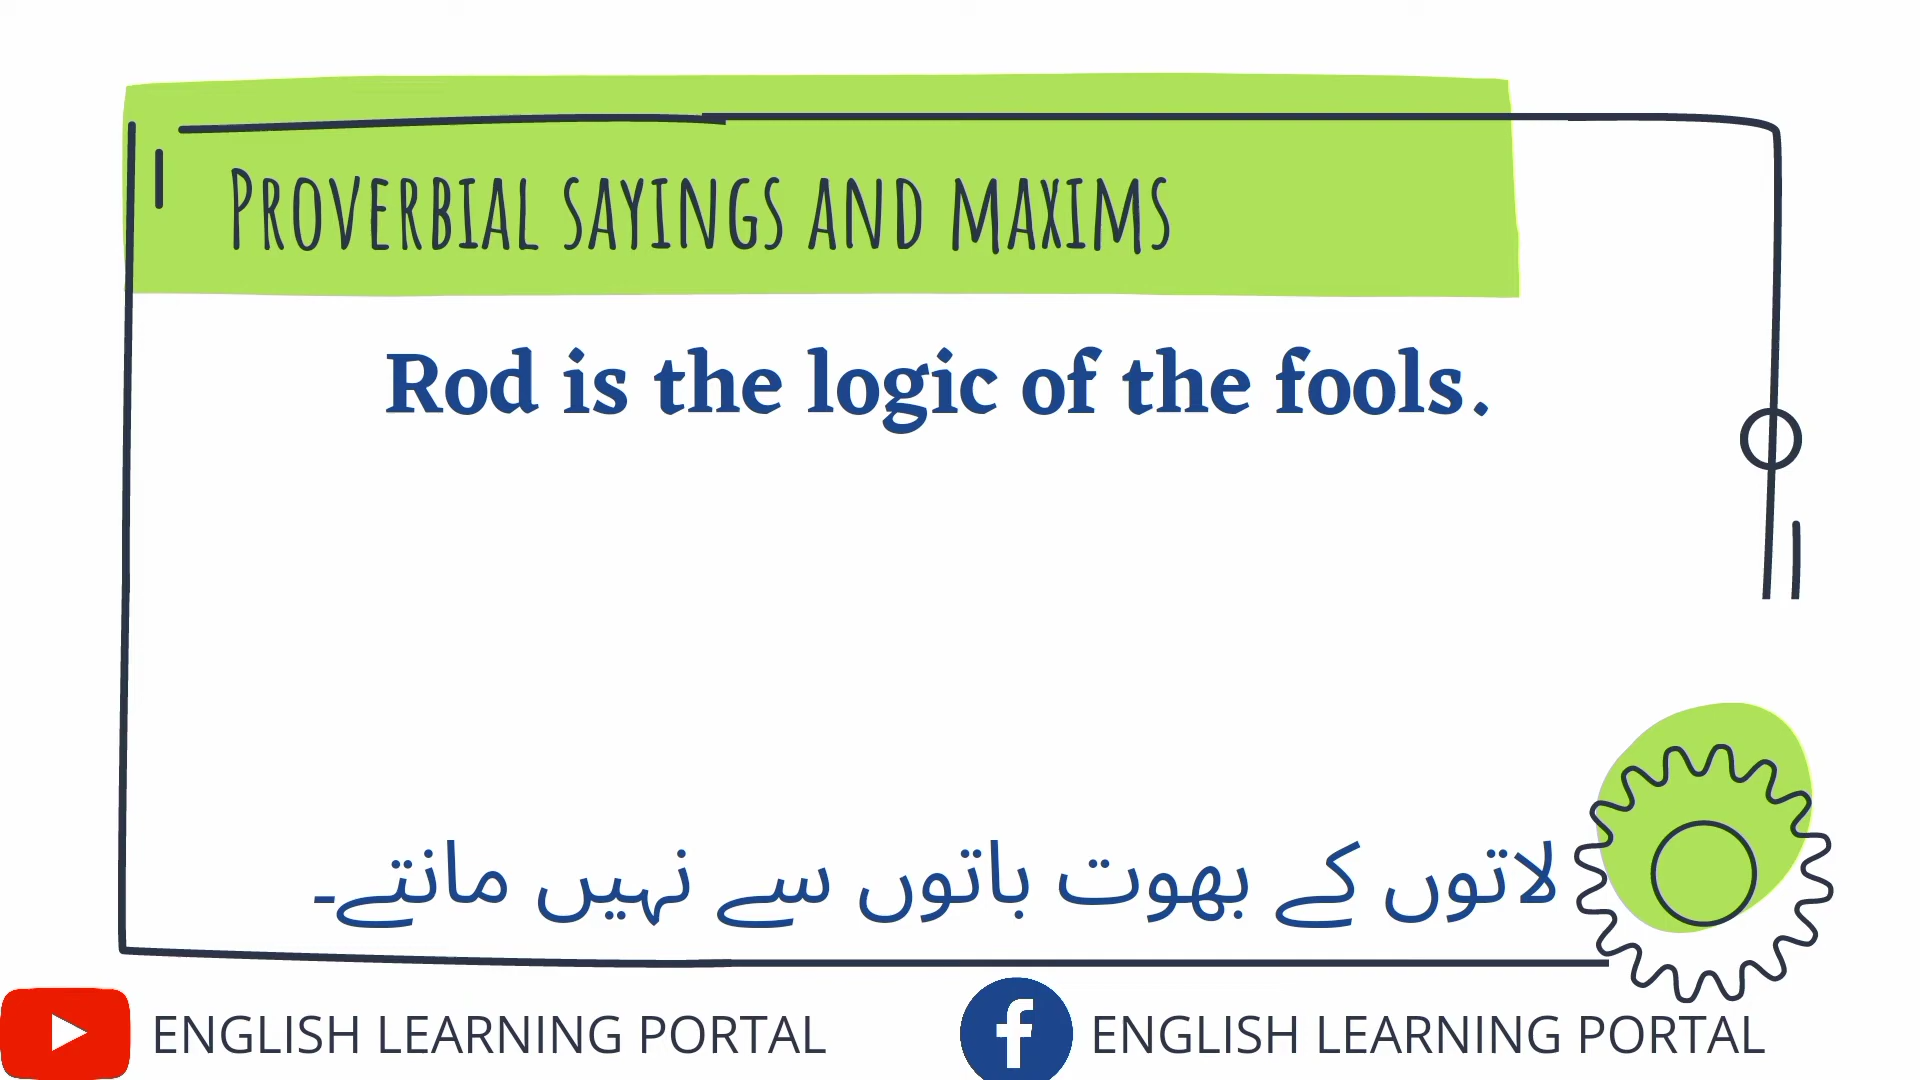 Proverbial sayings and maxims
Rod is the logic of the fools.
لاتوں کے بھوت باتوں سے نہیں مانتے۔
ENGLISH LEARNING PORTAL
ENGLISH LEARNING PORTAL